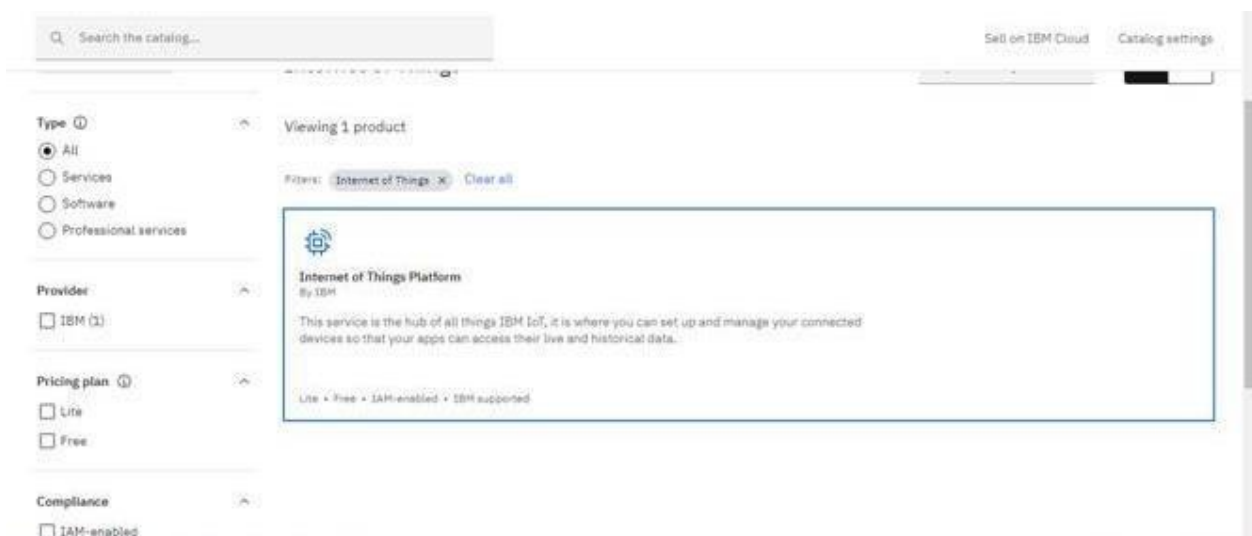 Search the catalog...
Sell on IBM Cloud
Catalog settings
Internet of Things
Type
All
Services
Software
Professional services
Provider
IBM (1)
Pricing plan
Lite
Free
Compliance
IAM-enabled
Viewing 1 product
Filters: Internet of Things × Clear all
Internet of Things Platform
By IBM
This service is the hub of all things IBM IoT, it is where you can set up and manage your connected
devices so that your apps can access their live and historical data.
Lite • Free • IAM-enabled • IBM supported